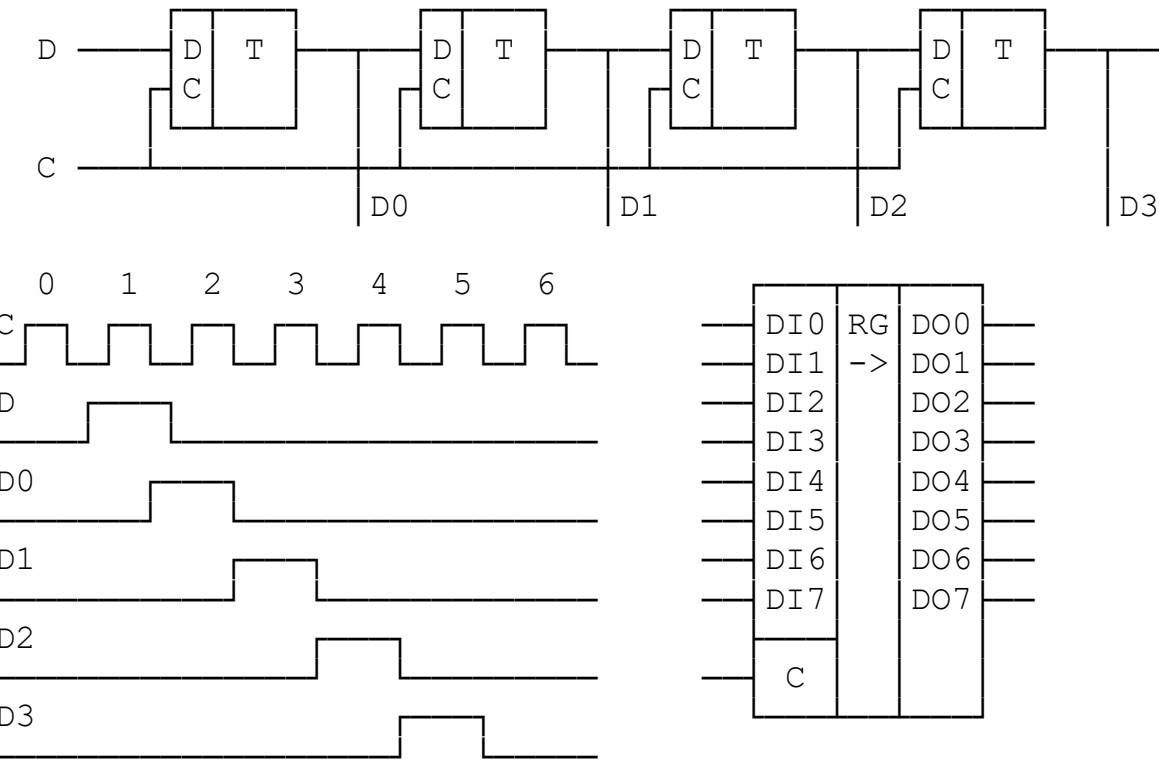 D D T D T D T D T
C C C C
C
D0 D1 D2 D3
0 1 2 3 4 5 6
C
D
D0
D1
D2
D3
DI0 RG DO0
DI1 -> DO1
DI2 DO2
DI3 DO3
DI4 DO4
DI5 DO5
DI6 DO6
DI7 DO7
C